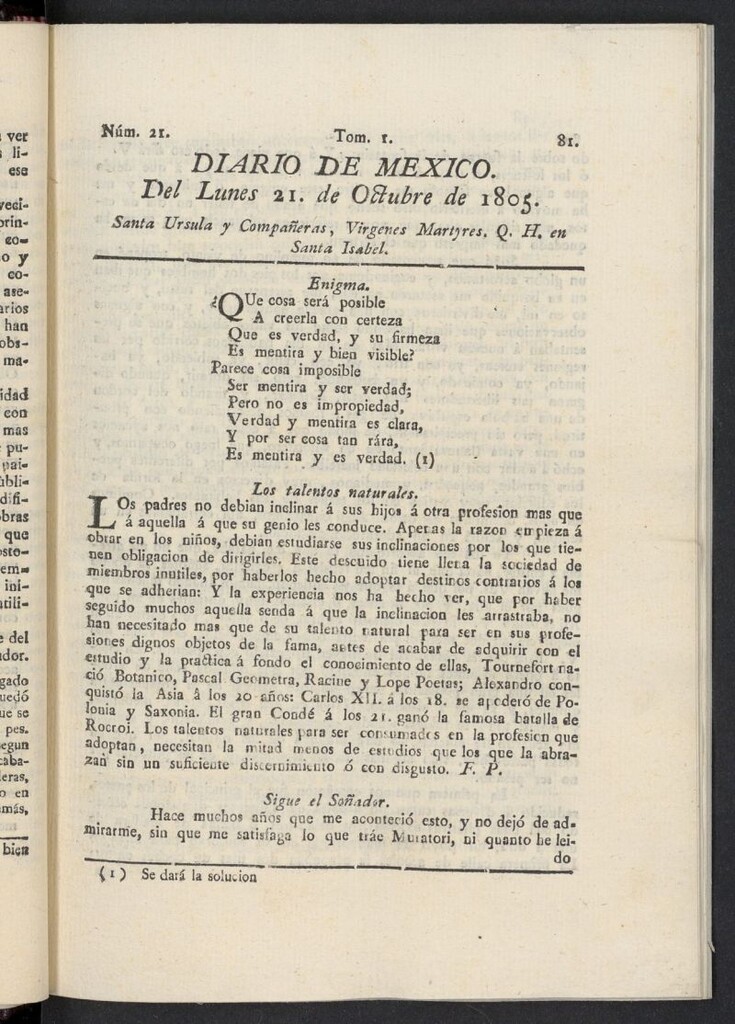 Núm. 21. Tom. 1. 81.
DIARIO DE MEXICO.
Del Lunes 21. de Octubre de 1805.
Santa Ursula y Compañeras, Virgenes Martyres. Q. H. en
Santa Isabel.
Enigma.
¿QUe cosa será posible
A creerla con certeza
Que es verdad, y su firmeza
Es mentira y bien visible?
Parece cosa imposible
Ser mentira y ser verdad;
Pero no es impropiedad,
Verdad y mentira es clara,
Y por ser cosa tan rára,
Es mentira y es verdad. (1)
Los talentos naturales.
LOs padres no debian inclinar á sus hijos á otra profesion mas que
á aquella á que su genio les conduce. Apenas la razon empieza á
obrar en los niños, debian estudiarse sus inclinaciones por los que tie-
nen obligacion de dirigirles. Este descuido tiene llena la sociedad de
miembros inutiles, por haberlos hecho adoptar destinos contrarios á los
que se adherian: Y la experiencia nos ha hecho ver, que por haber
seguido muchos aquella senda á que la inclinacion les arrastraba, no
han necesitado mas que de su talento natural para ser en sus profe-
siones dignos objetos de la fama, antes de acabar de adquirir con el
estudio y la practica á fondo el conocimiento de ellas, Tournefort na-
ció Botanico, Pascal Geometra, Racine y Lope Poetas; Alexandro con-
quistó la Asia á los 20 años: Carlos XII. á los 18. se apoderó de Po-
lonia y Saxonia. El gran Condé á los 21. ganó la famosa batalla de
Rocroi. Los talentos naturales para ser consumados en la profesion que
adoptan, necesitan la mitad menos de estudios que los que la abra-
zan sin un suficiente discernimiento ó con disgusto. F. P.
Sigue el Soñador.
Hace muchos años que me aconteció esto, y no dejó de ad-
mirarme, sin que me satisfaga lo que tráe Muratori, ni quanto he lei-
do
(1) Se dará la solucion